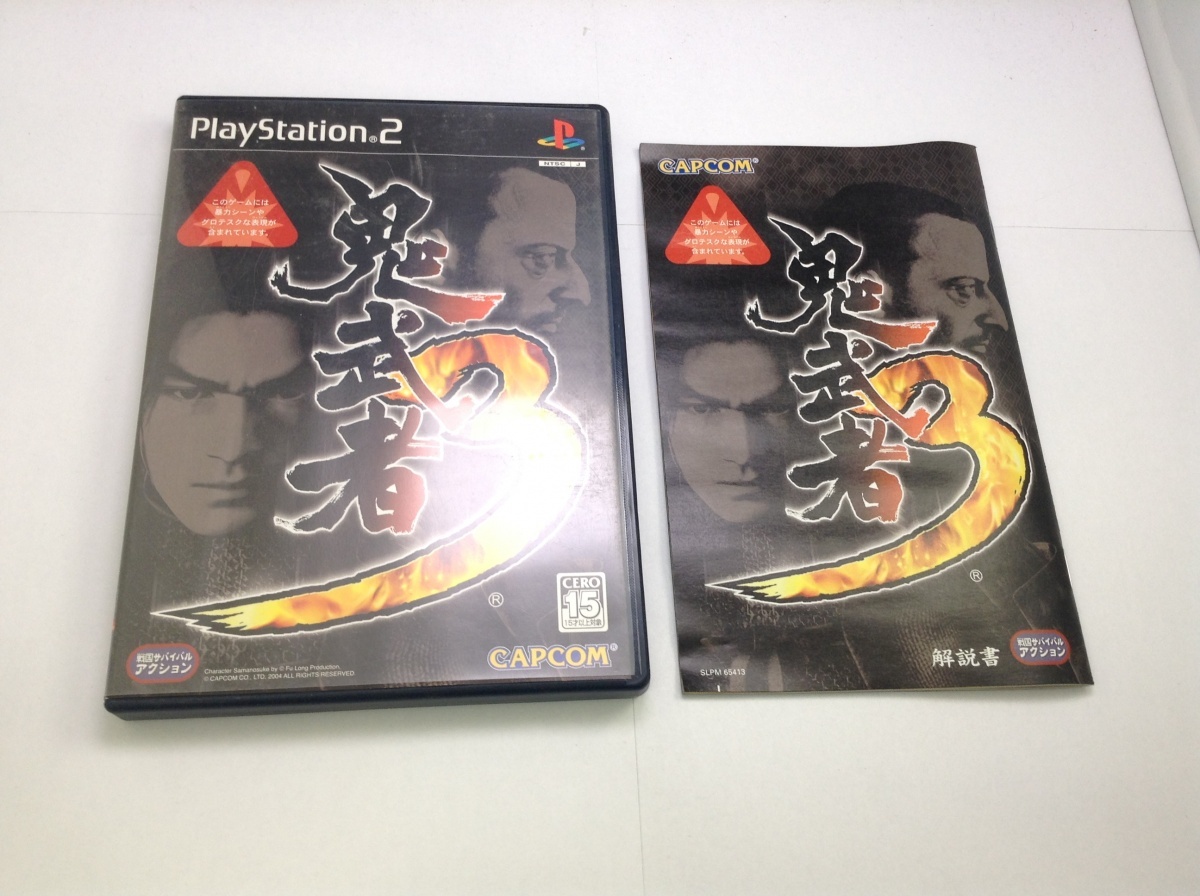 PlayStation®2
NTSC J
このゲームには
暴力シーンや
グロテスクな表現が
含まれています。
鬼武者3
®
CERO
15
15才以上対象
戦国サバイバル
アクション
Character Samanosuke by © Fu Long Production,
© CAPCOM CO., LTD. 2004 ALL RIGHTS RESERVED
CAPCOM®
CAPCOM®
このゲームには
暴力シーンや
グロテスクな表現が
含まれています。
鬼武者3
®
解説書
戦国サバイバル
アクション
SLPM 65413